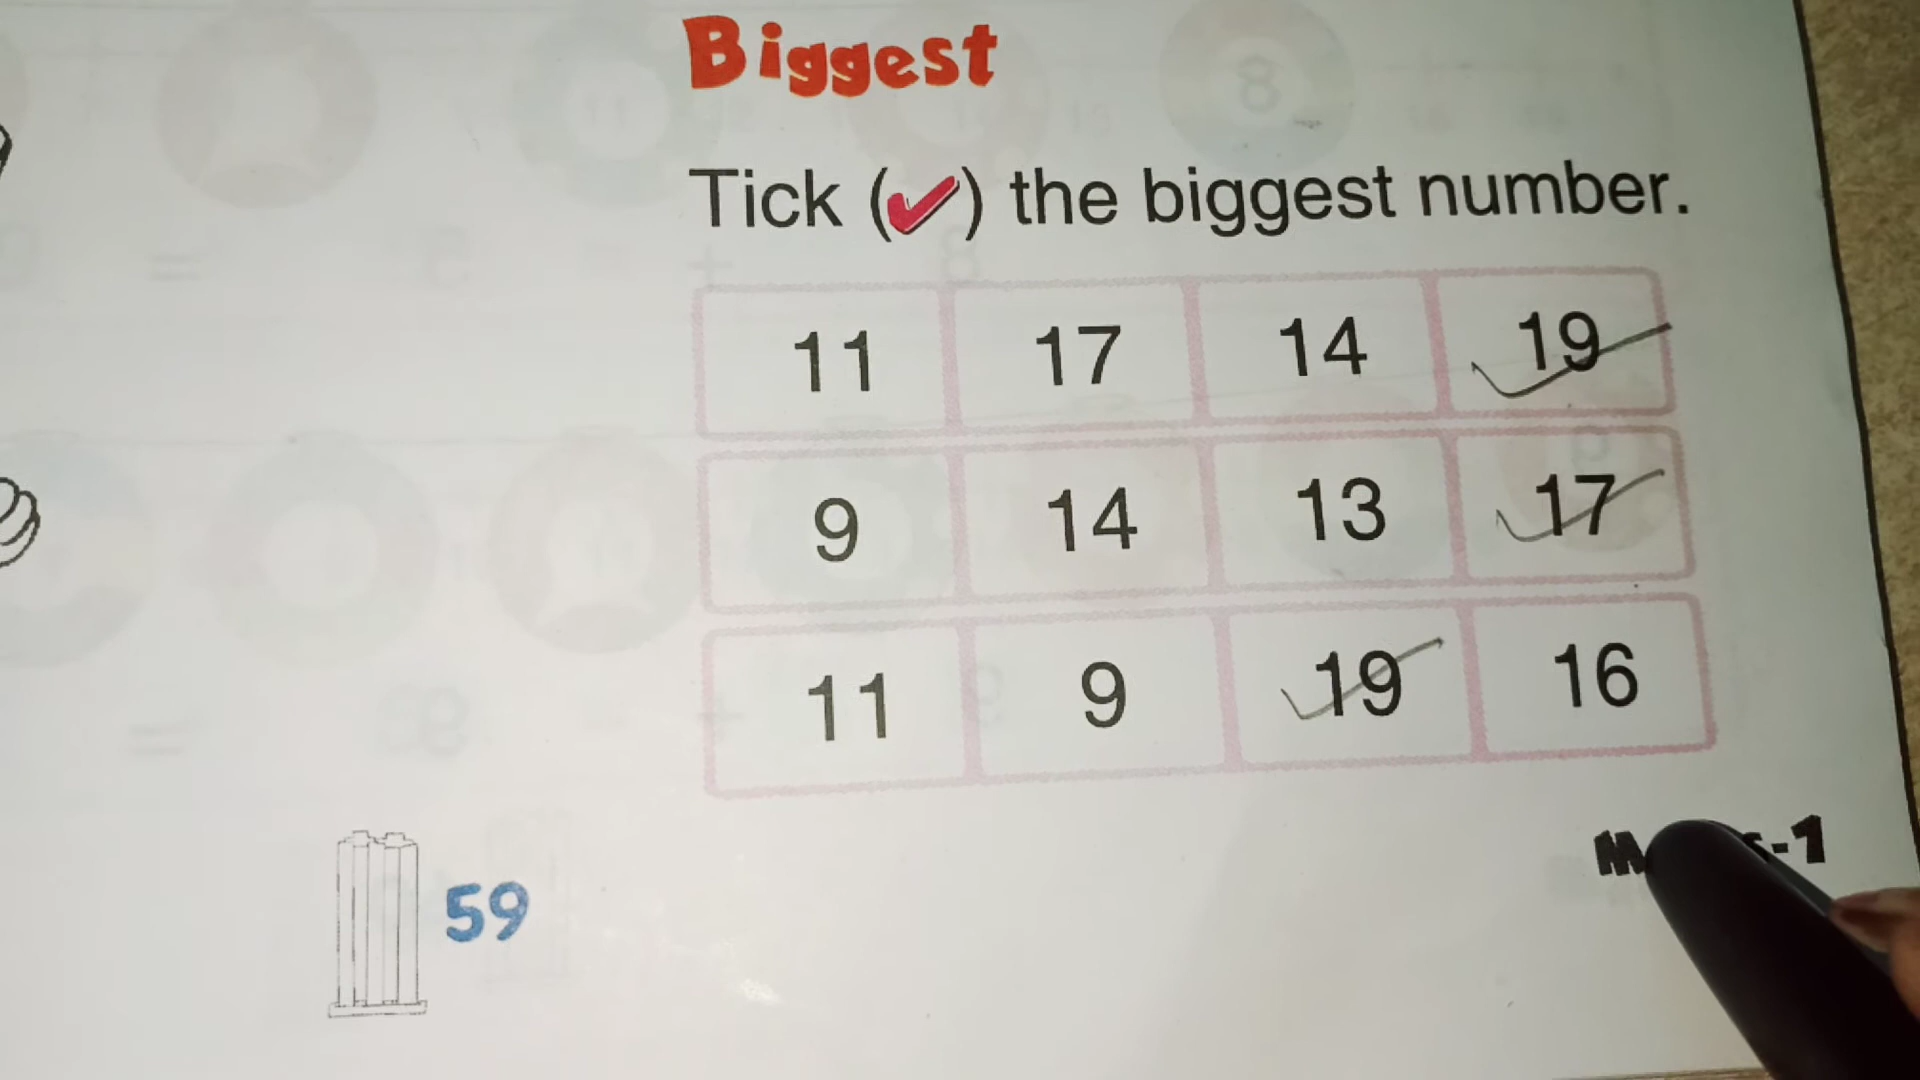 Biggest
Tick (✓) the biggest number.
11 17 14 19
9 14 13 17
11 9 19 16
59